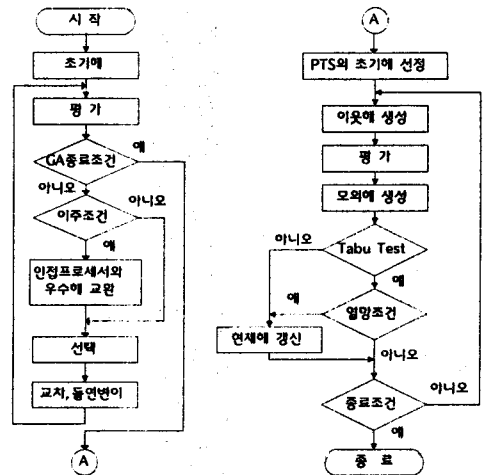 시 작
초기해
평 가
GA종료조건
예
아니오
이주조건
아니오
예
인접프로세서와
우수해 교환
선택
교차,돌연변이
A
A
PTS의 초기해 선정
이웃해 생성
평 가
모의해 생성
아니오
Tabu Test
예
예
열망조건
현재해 갱신
아니오
종료조건
아니오
예
종 료